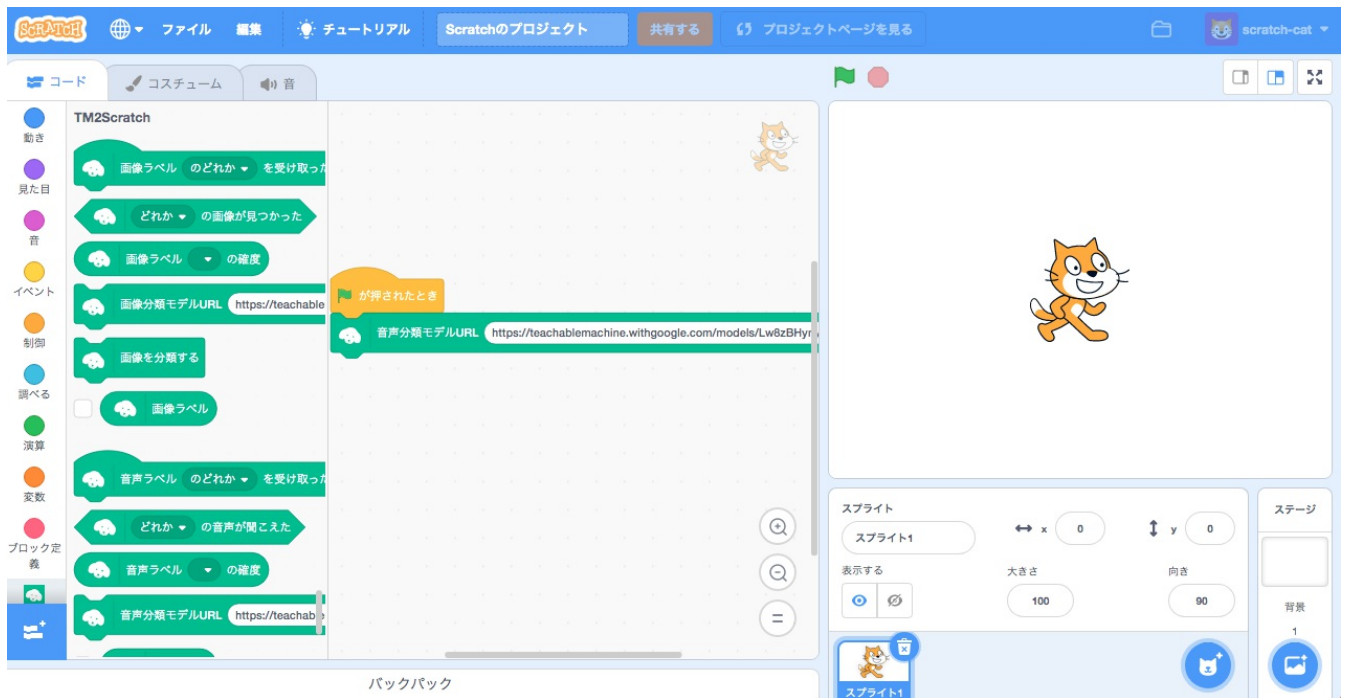 SCRATCH ファイル 編集 チュートリアル Scratchのプロジェクト 共有する プロジェクトページを見る scratch-cat
コード コスチューム 音
動き
見た目
音
イベント
制御
調べる
演算
変数
ブロック定
義
TM2Scratch
画像ラベル のどれか を受け取った
どれか の画像が見つかった
画像ラベル の確度
画像分類モデルURL https://teachable
画像を分類する
画像ラベル
音声ラベル のどれか を受け取った
どれか の音声が聞こえた
音声ラベル の確度
音声分類モデルURL https://teachab
が押されたとき
音声分類モデルURL https://teachablemachine.withgoogle.com/models/Lw8zBHyr
バックパック
スプライト
スプライト1 x 0 y 0
表示する 大きさ 向き
100 90
スプライト1
ステージ
背景
1